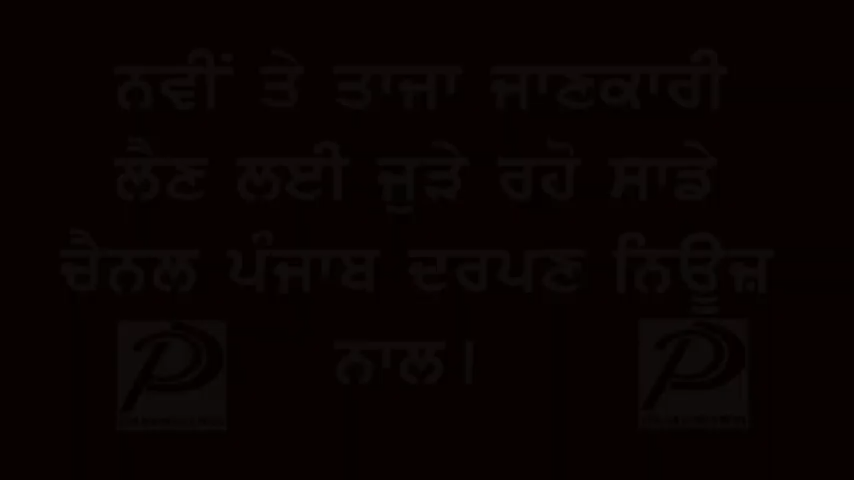 ਨਵੀਂ ਤੇ ਤਾਜਾ ਜਾਣਕਾਰੀ
ਲੈਣ ਲਈ ਜੁੜੇ ਰਹੋ ਸਾਡੇ
ਚੈਨਲ ਪੰਜਾਬ ਦਰਪਣ ਨਿਊਜ਼
ਨਾਲ।